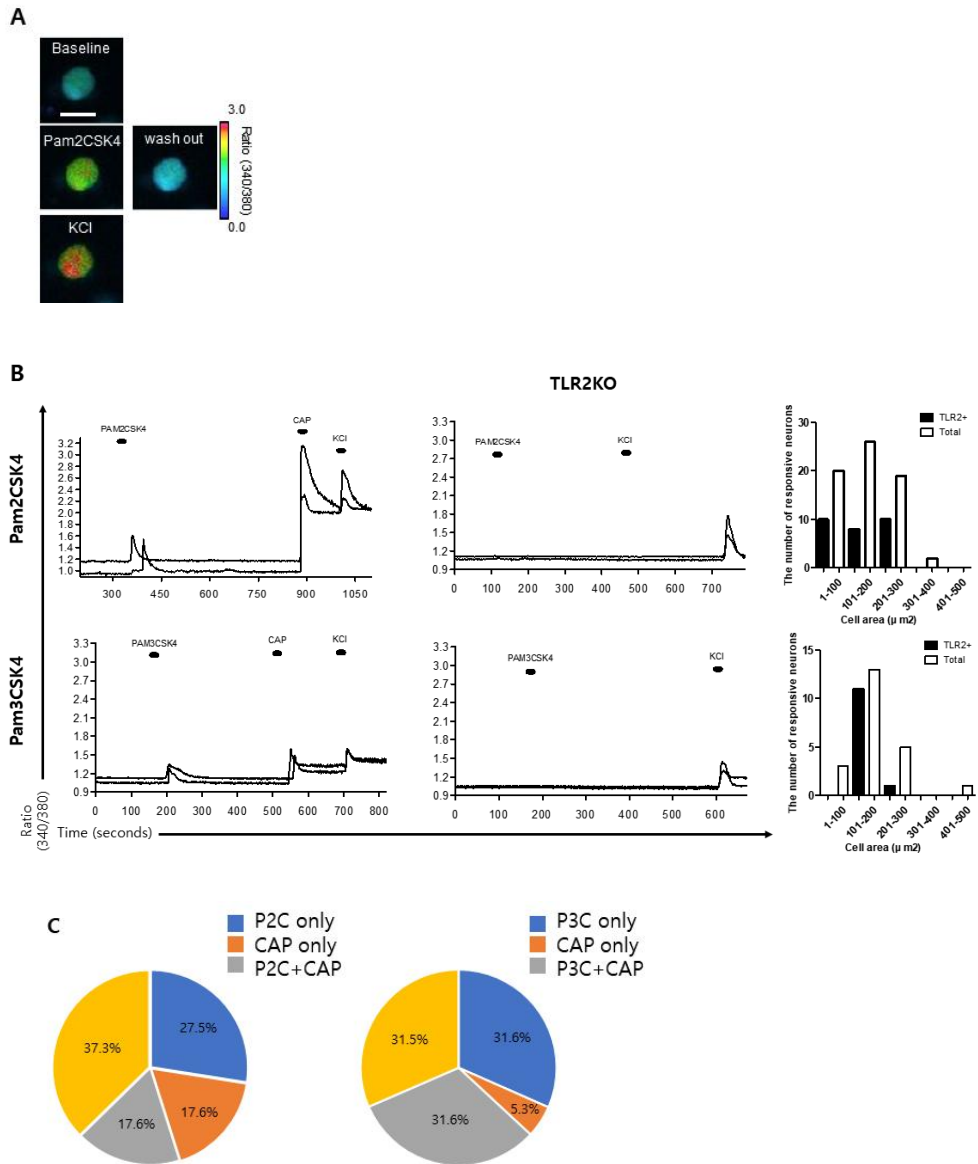 A
Baseline
Pam2CSK4
wash out
KCl
3.0
Ratio (340/380)
0.0
B
TLR2KO
Pam2CSK4
PAM2CSK4
CAP
KCl
3.2
3.0
2.8
2.6
2.4
2.2
2.0
1.8
1.6
1.4
1.2
1.0
300 450 600 750 900 1050
PAM2CSK4
KCl
3.3
3.0
2.7
2.4
2.1
1.8
1.5
1.2
0.9
0 100 200 300 400 500 600 700
TLR2+
Total
The number of responsive neurons
30
20
10
0
1-100
101-200
201-300
301-400
401-500
Cell area (µ m2)
Pam3CSK4
PAM3CSK4
CAP
KCl
3.3
3.0
2.7
2.4
2.1
1.8
1.5
1.2
0.9
0 100 200 300 400 500 600 700 800
PAM3CSK4
KCl
3.3
3.0
2.7
2.4
2.1
1.8
1.5
1.2
0.9
0 100 200 300 400 500 600
TLR2+
Total
The number of responsive neurons
15
10
5
0
1-100
101-200
201-300
301-400
401-500
Cell area (µ m2)
Ratio
(340/380)
Time (seconds)
C
P2C only
CAP only
P2C+CAP
37.3%
27.5%
17.6%
17.6%
P3C only
CAP only
P3C+CAP
31.5%
31.6%
5.3%
31.6%